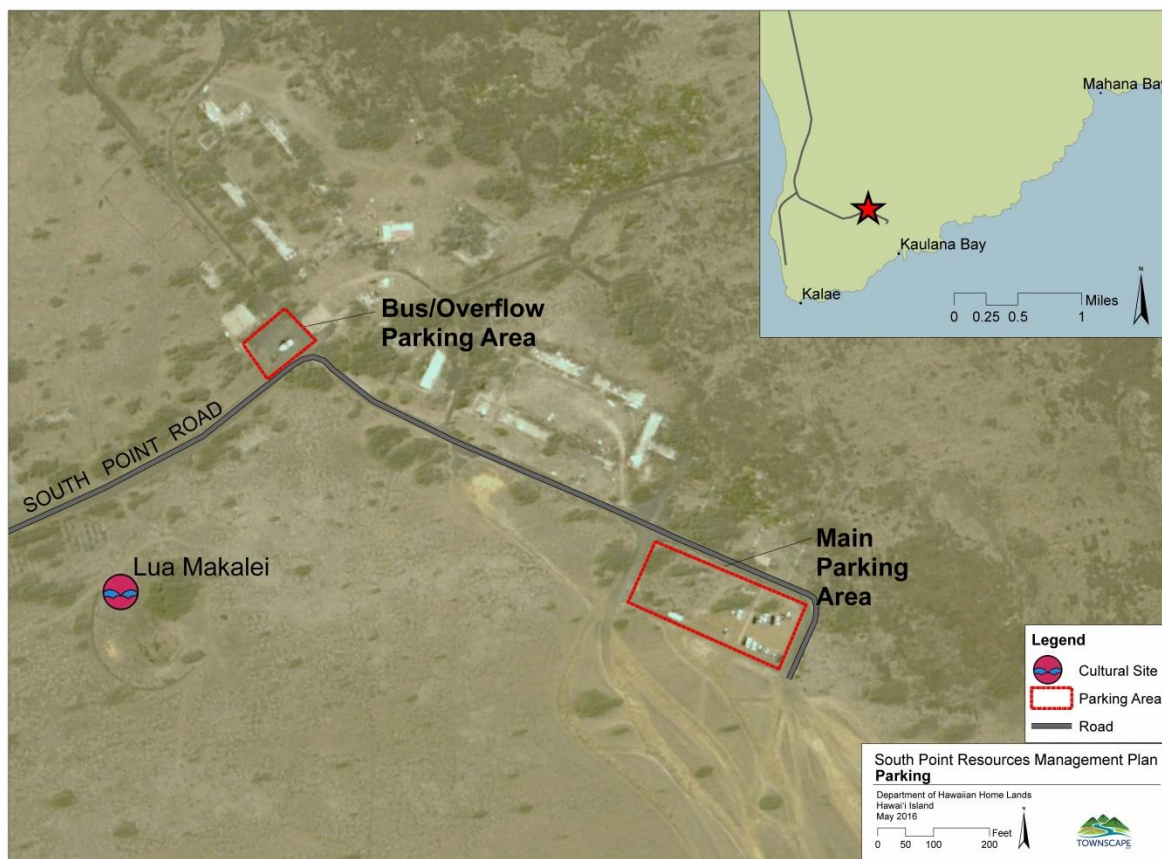 Mahana Bay
Kaulana Bay
Kalae
Miles
0 0.25 0.5 1
N
Bus/Overflow
Parking Area
SOUTH POINT ROAD
Lua Makalei
Main
Parking
Area
Legend
Cultural Site
Parking Area
Road
South Point Resources Management Plan
Parking
Department of Hawaiian Home Lands
Hawaiʻi Island
May 2016
Feet
0 50 100 200
N
TOWNSCAPE